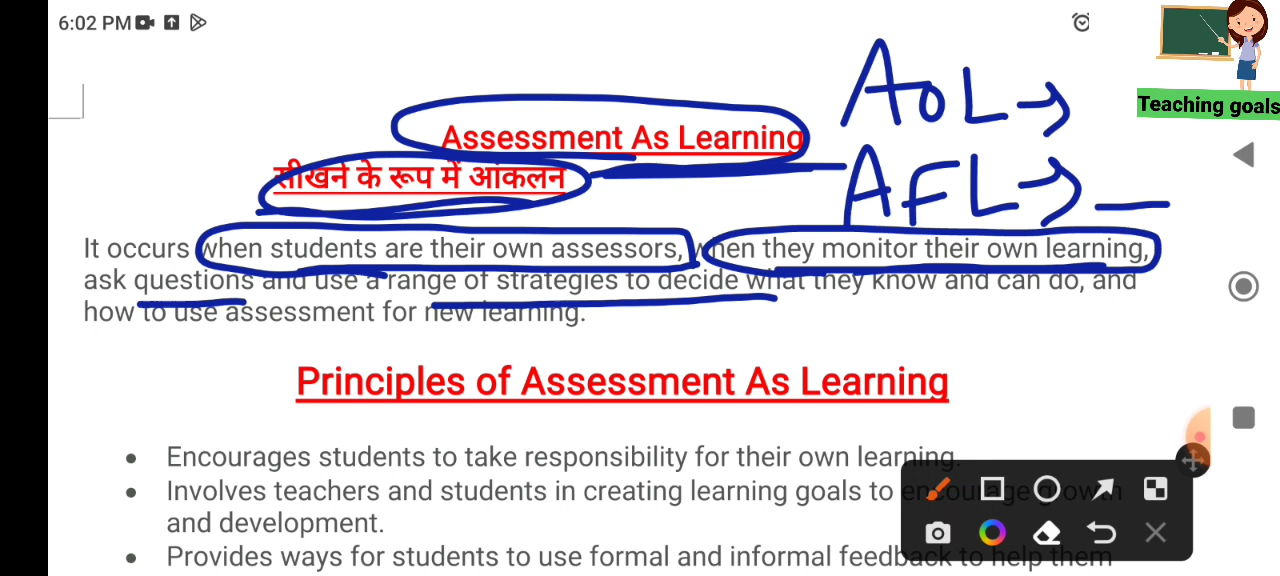 6:02 PM
AOL →
Teaching goals
Assessment As Learning
सीखने के रूप में आंकलन
AFL →
It occurs when students are their own assessors, when they monitor their own learning,
ask questions and use a range of strategies to decide what they know and can do, and
how to use assessment for new learning.
Principles of Assessment As Learning
• Encourages students to take responsibility for their own learning.
• Involves teachers and students in creating learning goals to encourage growth
and development.
• Provides ways for students to use formal and informal feedback to help them